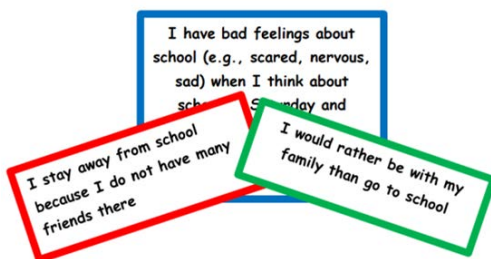 I have bad feelings about
school (e.g., scared, nervous,
sad) when I think about
day and
I stay away from school
because I do not have many
friends there
I would rather be with my
family than go to school